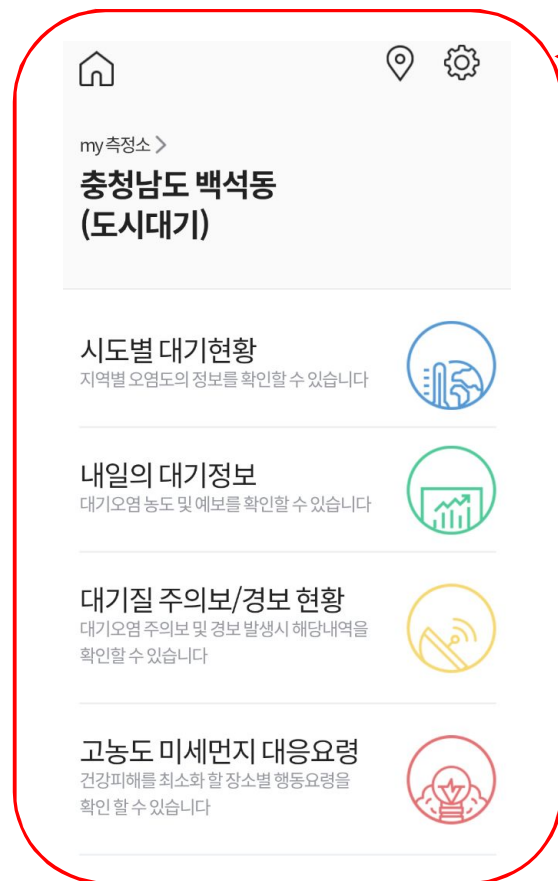 my 측정소 >
충청남도 백석동
(도시대기)
시도별 대기현황
지역별 오염도의 정보를 확인할 수 있습니다
내일의 대기정보
대기오염 농도 및 예보를 확인할 수 있습니다
대기질 주의보/경보 현황
대기오염 주의보 및 경보 발생시 해당내역을
확인할 수 있습니다
고농도 미세먼지 대응요령
건강피해를 최소화 할 장소별 행동요령을
확인 할 수 있습니다